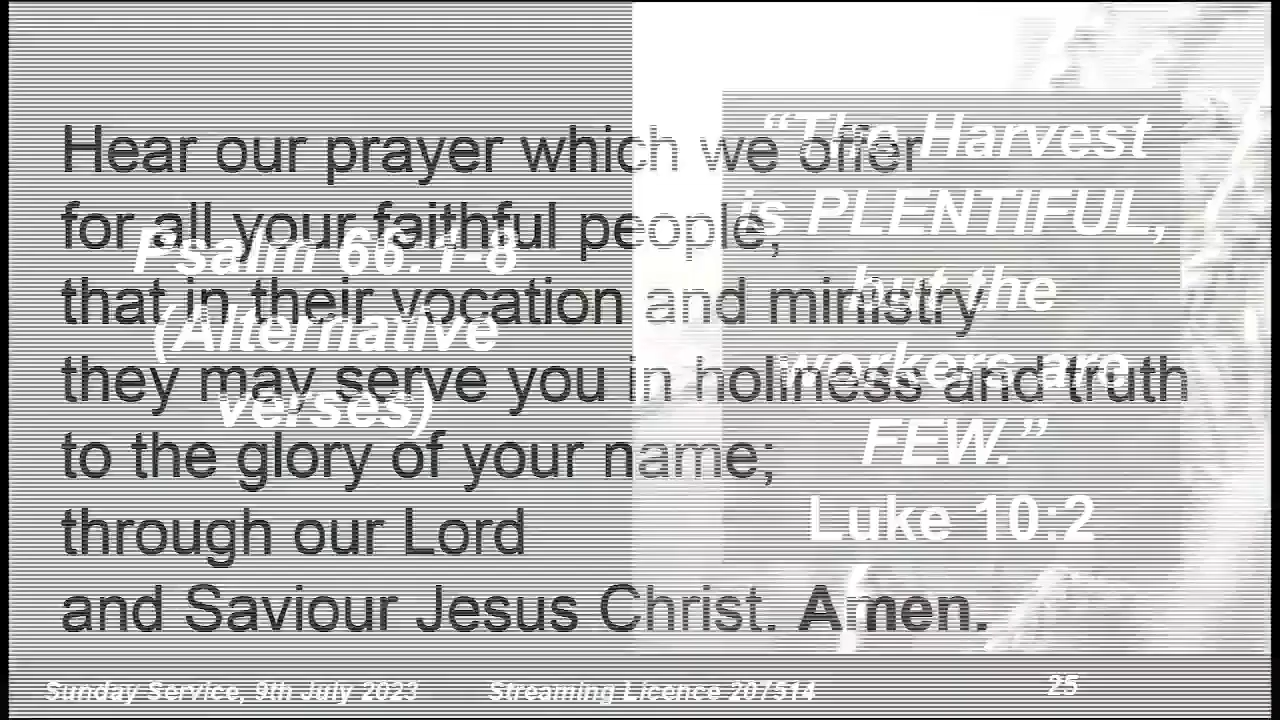 Hear our prayer which we offer
for all your faithful people,
that in their vocation and ministry
they may serve you in holiness and truth
to the glory of your name;
through our Lord
and Saviour Jesus Christ. Amen.
Psalm 66.1-8
(Alternative
verses)
“The Harvest
is PLENTIFUL,
but the
workers are
FEW.”
Luke 10:2
Sunday Service, 9th July 2023
Streaming Licence 207514
25